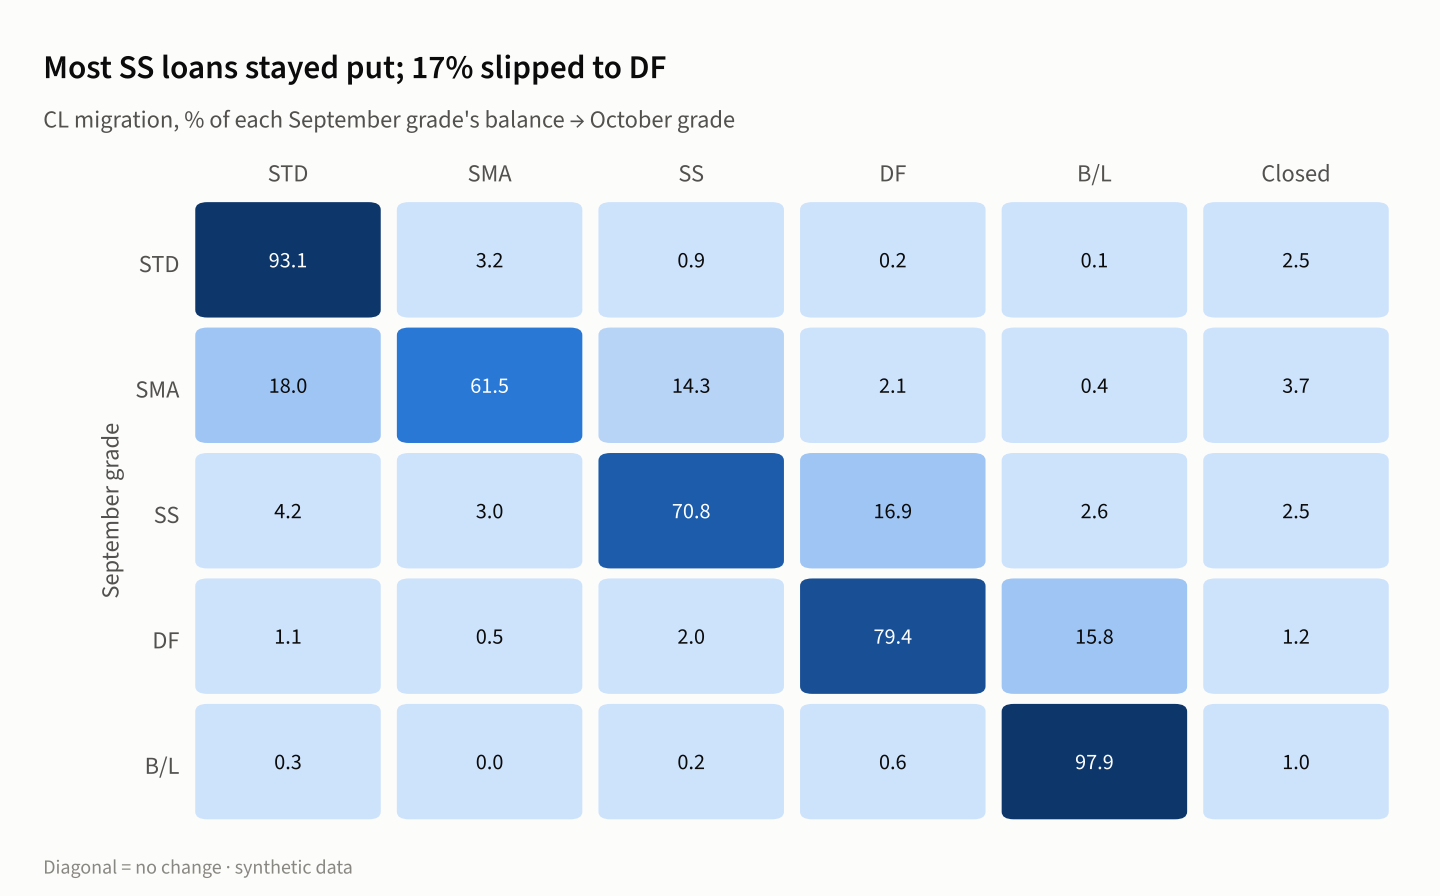 Most SS loans stayed put; 17% slipped to DF
CL migration, % of each September grade's balance → October grade
STD SMA SS DF B/L Closed
September grade
STD 93.1 3.2 0.9 0.2 0.1 2.5
SMA 18.0 61.5 14.3 2.1 0.4 3.7
SS 4.2 3.0 70.8 16.9 2.6 2.5
DF 1.1 0.5 2.0 79.4 15.8 1.2
B/L 0.3 0.0 0.2 0.6 97.9 1.0
Diagonal = no change · synthetic data